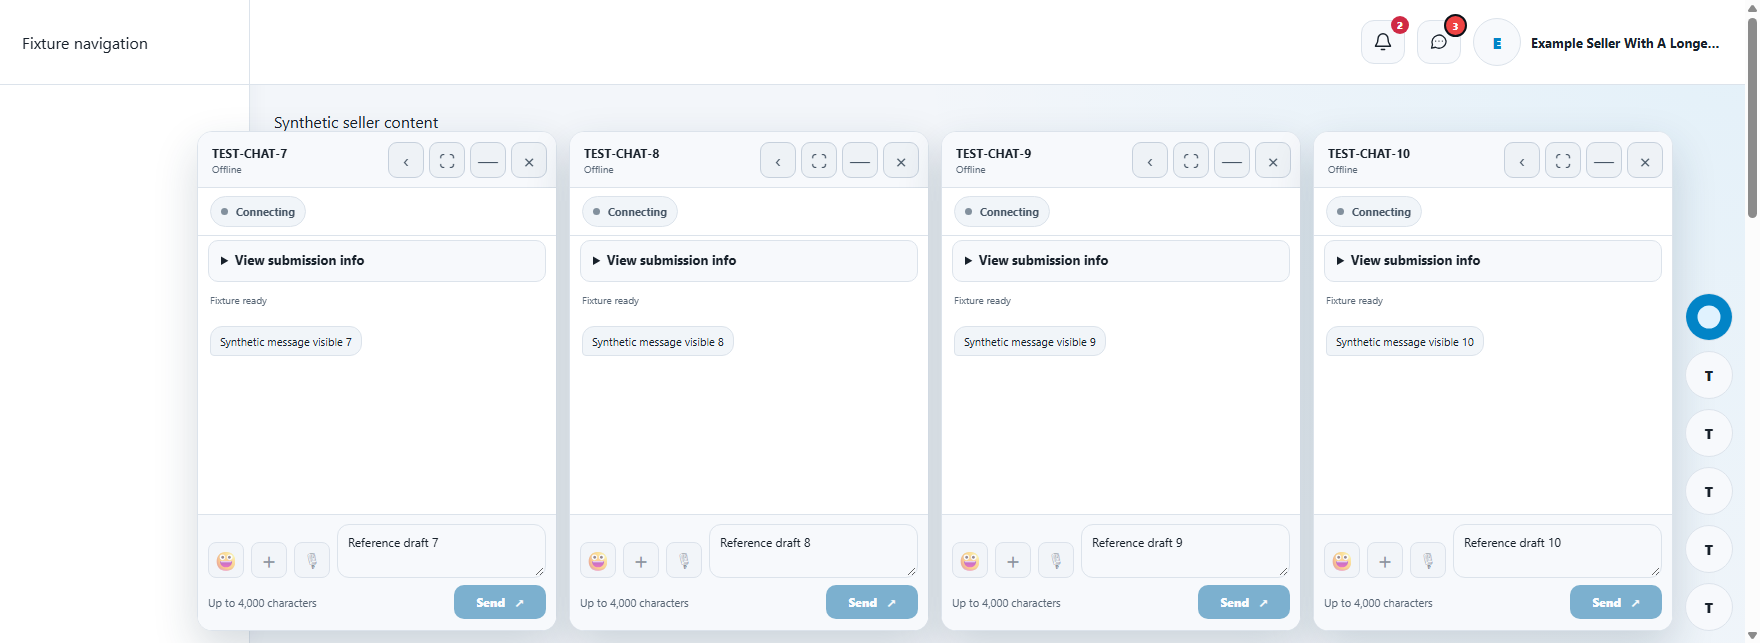 Fixture navigation
2
3
E
Example Seller With A Longe...
Synthetic seller content
TEST-CHAT-7
Offline
Connecting
View submission info
Fixture ready
Synthetic message visible 7
Reference draft 7
Up to 4,000 characters
Send
TEST-CHAT-8
Offline
Connecting
View submission info
Fixture ready
Synthetic message visible 8
Reference draft 8
Up to 4,000 characters
Send
TEST-CHAT-9
Offline
Connecting
View submission info
Fixture ready
Synthetic message visible 9
Reference draft 9
Up to 4,000 characters
Send
TEST-CHAT-10
Offline
Connecting
View submission info
Fixture ready
Synthetic message visible 10
Reference draft 10
Up to 4,000 characters
Send
T
T
T
T
T